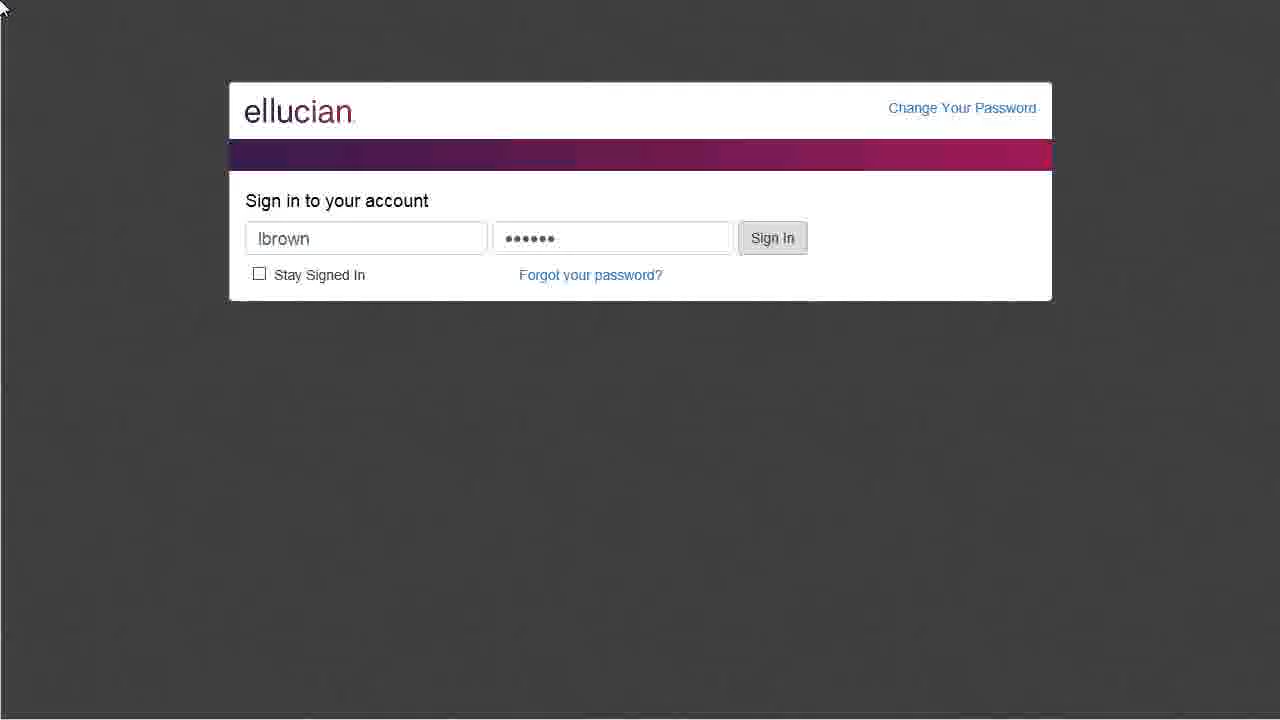 ellucian
Change Your Password
Sign in to your account
lbrown
••••••
Sign In
Stay Signed In
Forgot your password?